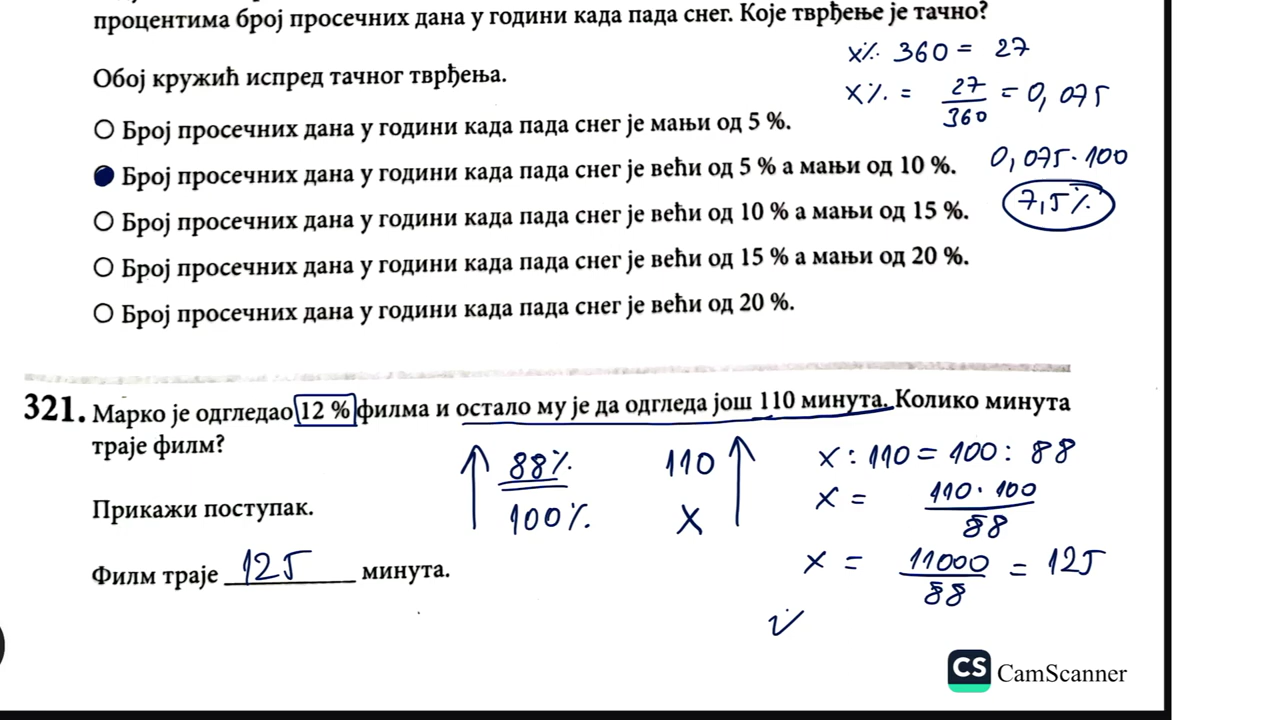 процентима број просечних дана у години када пада снег. Које тврђење је тачно?
x% 360 = 27
Обој кружић испред тачног тврђења.
x% = 27/360 = 0,075
Број просечних дана у години када пада снег је мањи од 5 %.
Број просечних дана у години када пада снег је већи од 5 % а мањи од 10 %.
0,075·100
7,5%
Број просечних дана у години када пада снег је већи од 10 % а мањи од 15 %.
Број просечних дана у години када пада снег је већи од 15 % а мањи од 20 %.
Број просечних дана у години када пада снег је већи од 20 %.
321. Марко је одгледао 12 % филма и остало му је да одгледа још 110 минута. Колико минута
траје филм?
88% 110
100% x
x : 110 = 100 : 88
x = 110·100/88
x = 11000/88 = 125
Прикажи поступак.
Филм траје 125 минута.
CS CamScanner